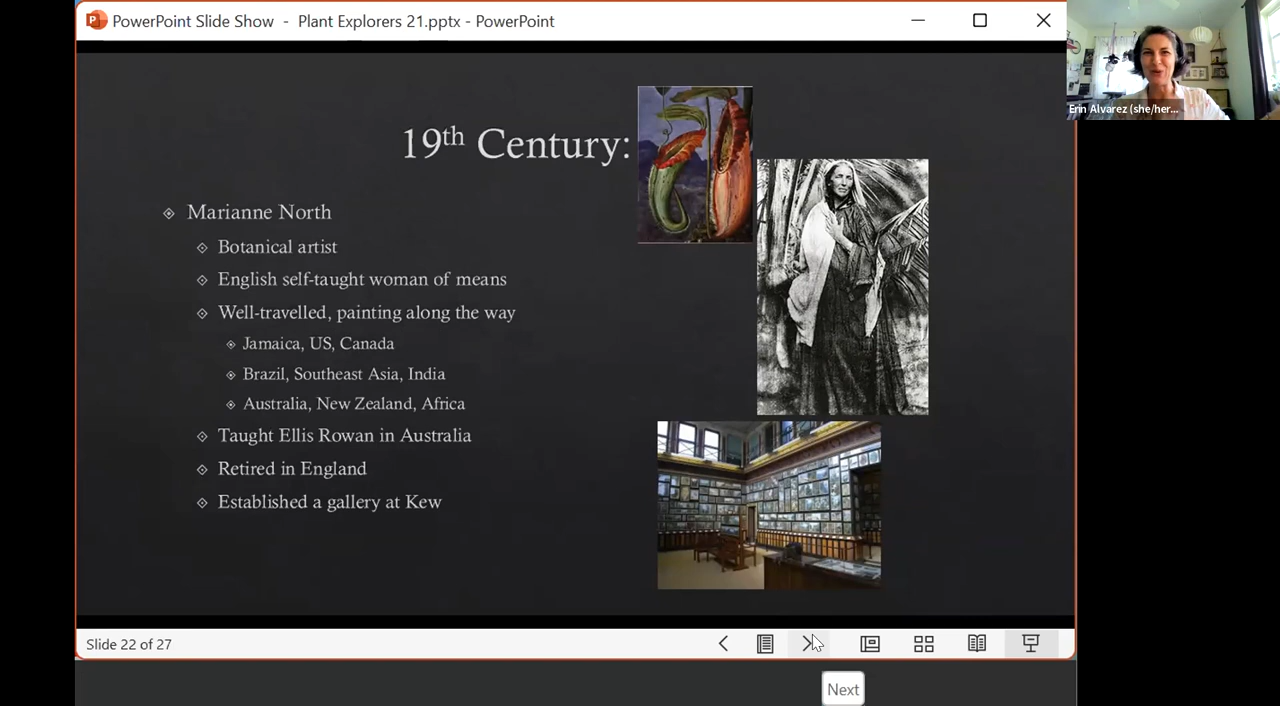 PowerPoint Slide Show - Plant Explorers 21.pptx - PowerPoint
Erin Alvarez (she/her...
19th Century:
Marianne North
Botanical artist
English self-taught woman of means
Well-travelled, painting along the way
Jamaica, US, Canada
Brazil, Southeast Asia, India
Australia, New Zealand, Africa
Taught Ellis Rowan in Australia
Retired in England
Established a gallery at Kew
Slide 22 of 27
Next